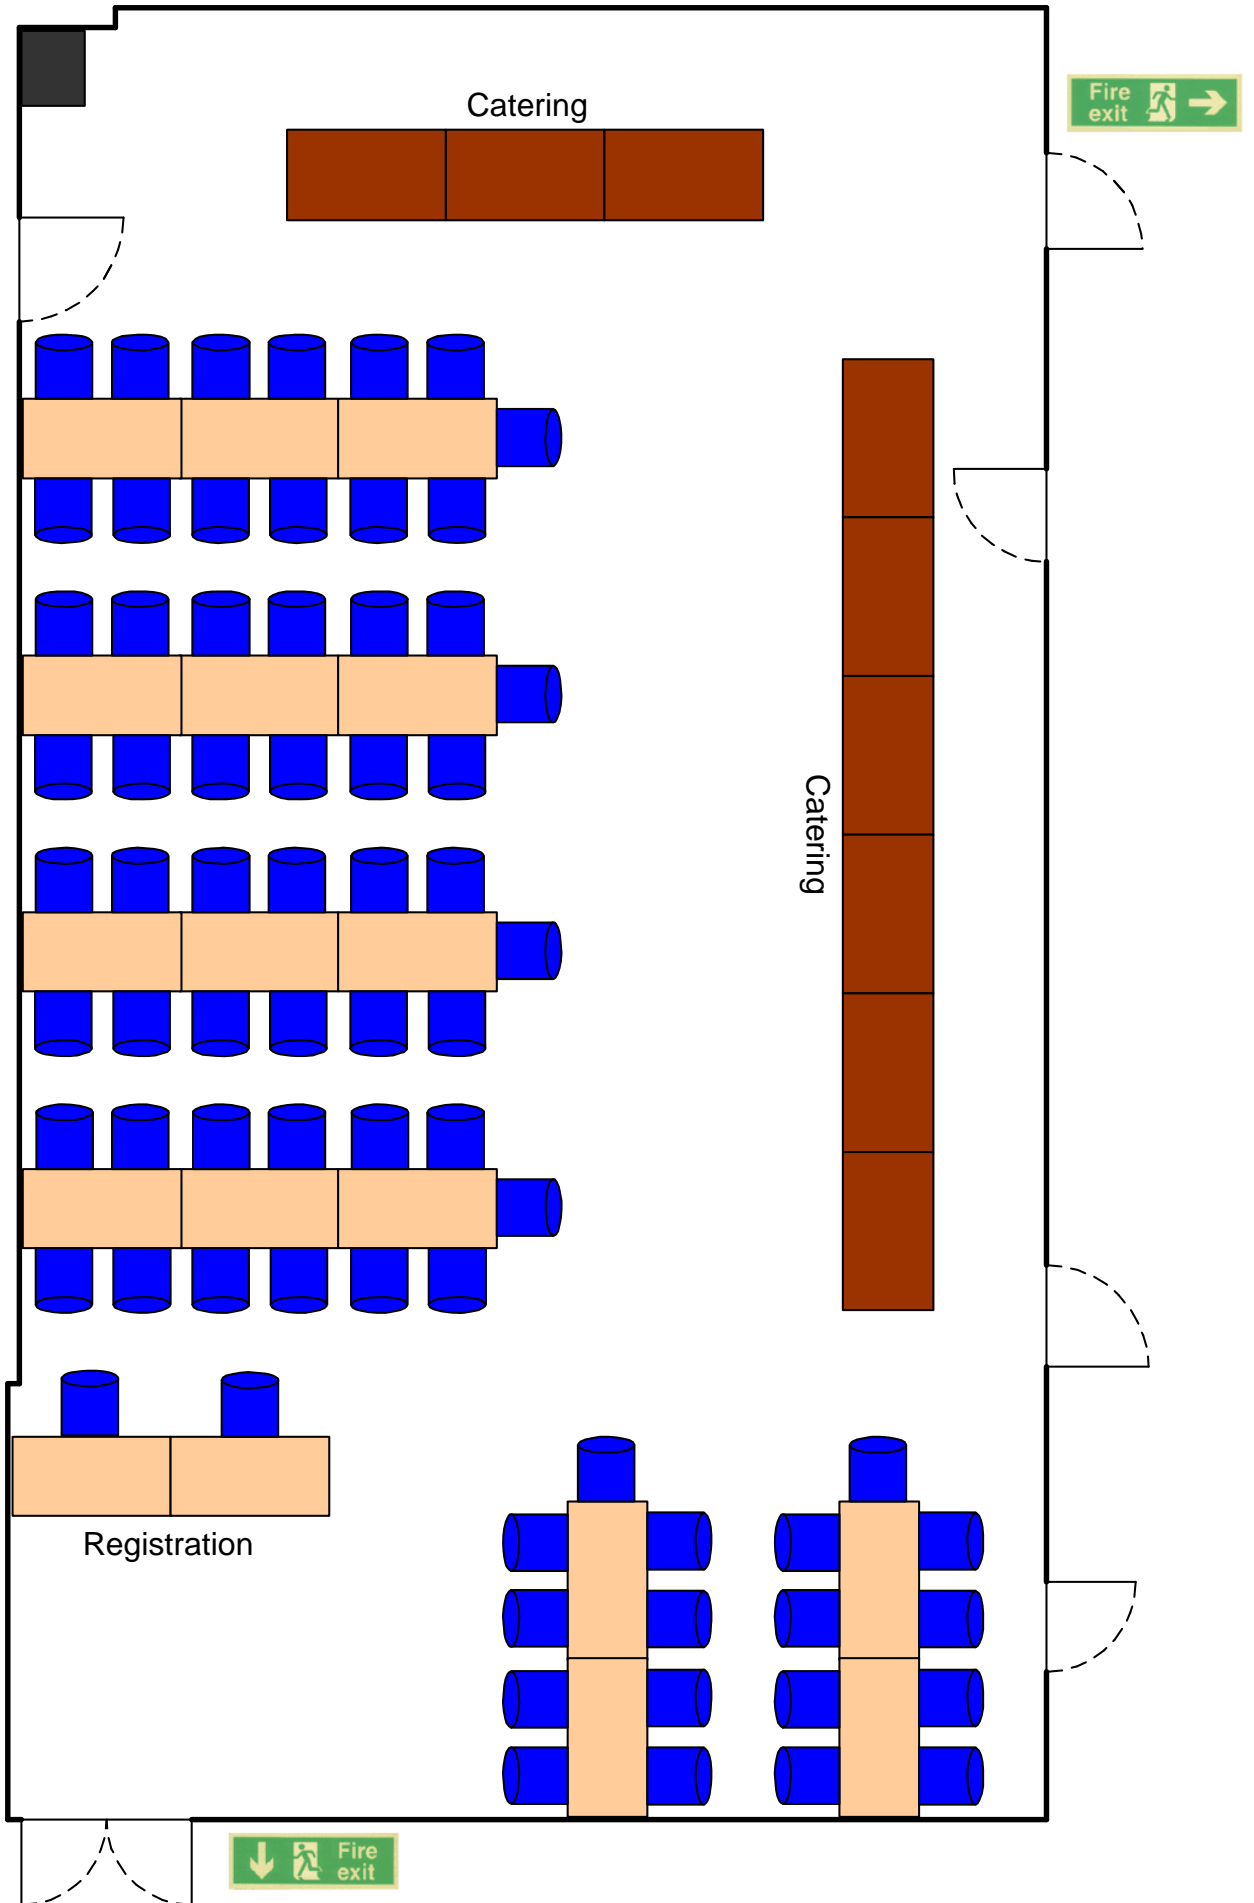 Catering
Fire
exit
Catering
Registration
Fire
exit